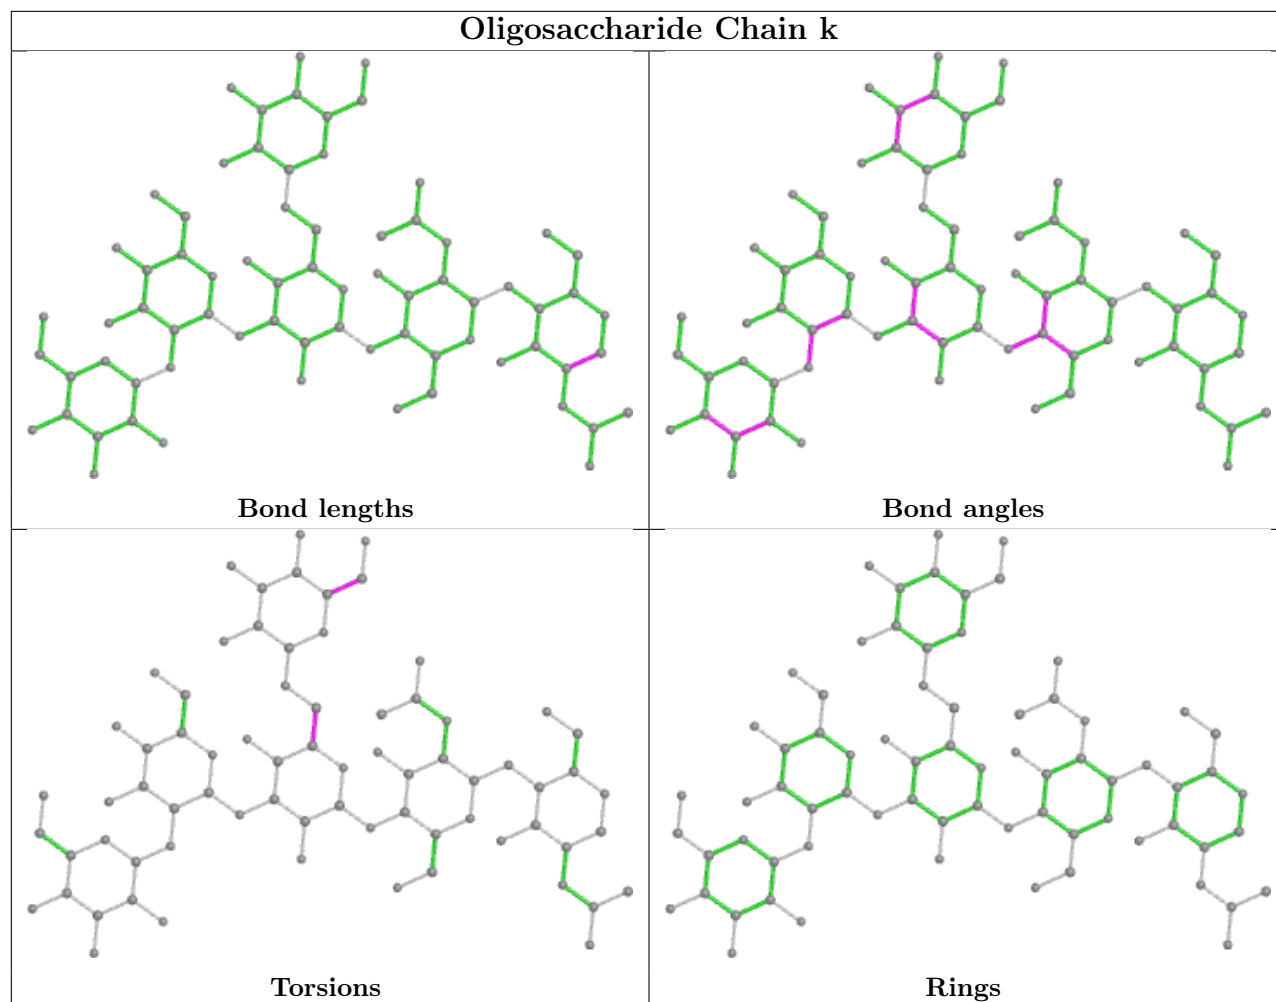 Oligosaccharide Chain k
Bond lengths
Bond angles
Torsions
Rings